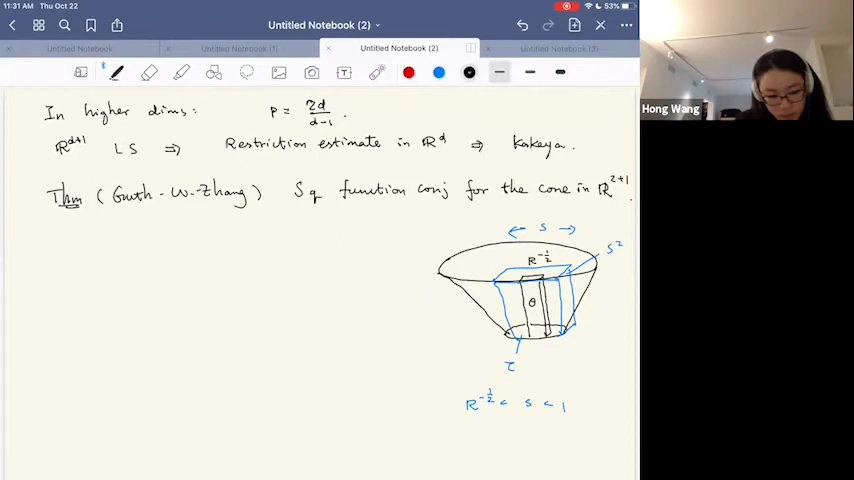 11:31 AM Thu Oct 22
53%
Untitled Notebook (2)
Untitled Notebook
Untitled Notebook (1)
Untitled Notebook (2)
Untitled Notebook (3)
Hong Wang
In higher dims: P = 2d/(d-1).
ℝ^{d+1} LS ⇒ Restriction estimate in ℝ^d ⇒ Kakeya.
Thm (Guth - W. - Zhang) Sq function conj for the cone in ℝ^{2+1}.
← s →
R^{-1/2}
s^2
θ
τ
R^{-1/2} < s < 1